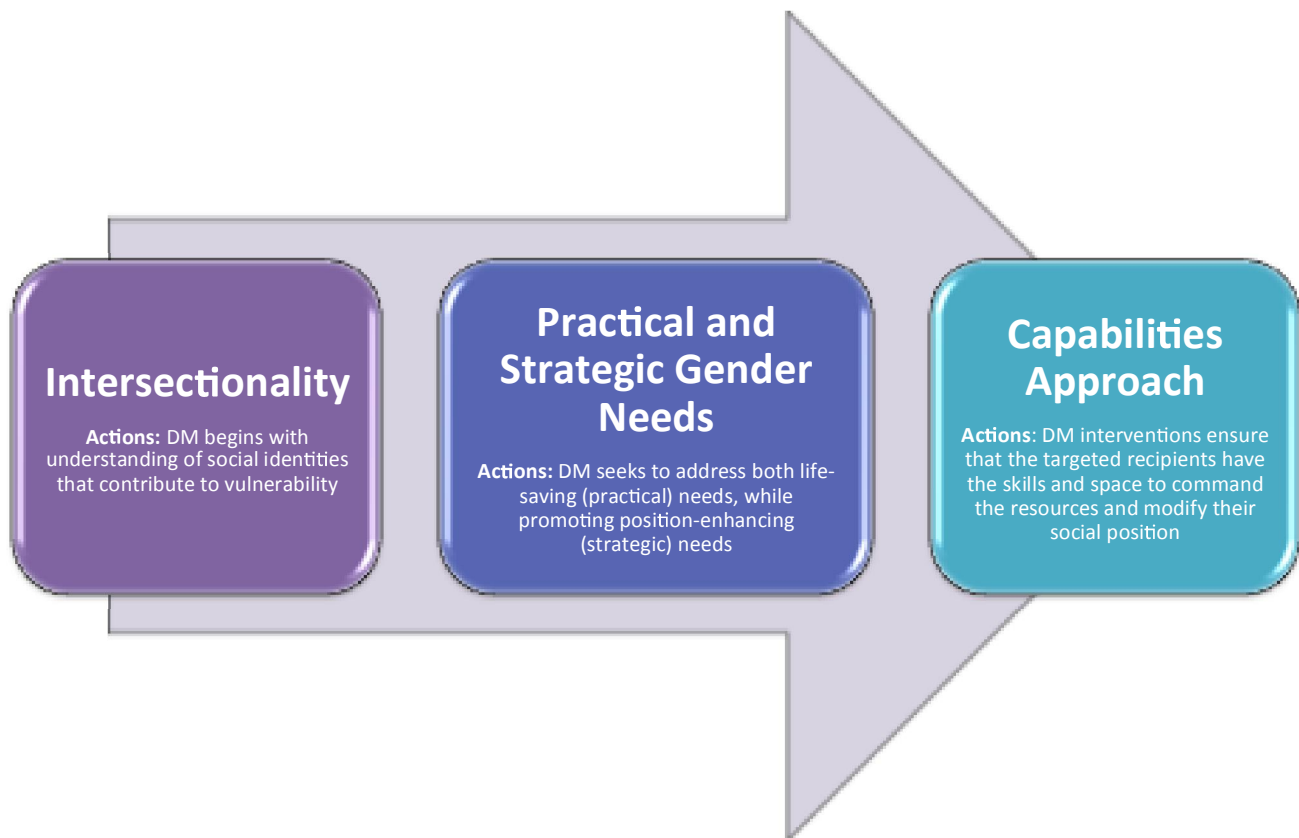 Intersectionality
Actions: DM begins with
understanding of social identities
that contribute to vulnerability
Practical and
Strategic Gender
Needs
Actions: DM seeks to address both life-
saving (practical) needs, while
promoting position-enhancing
(strategic) needs
Capabilities
Approach
Actions: DM interventions ensure
that the targeted recipients have
the skills and space to command
the resources and modify their
social position